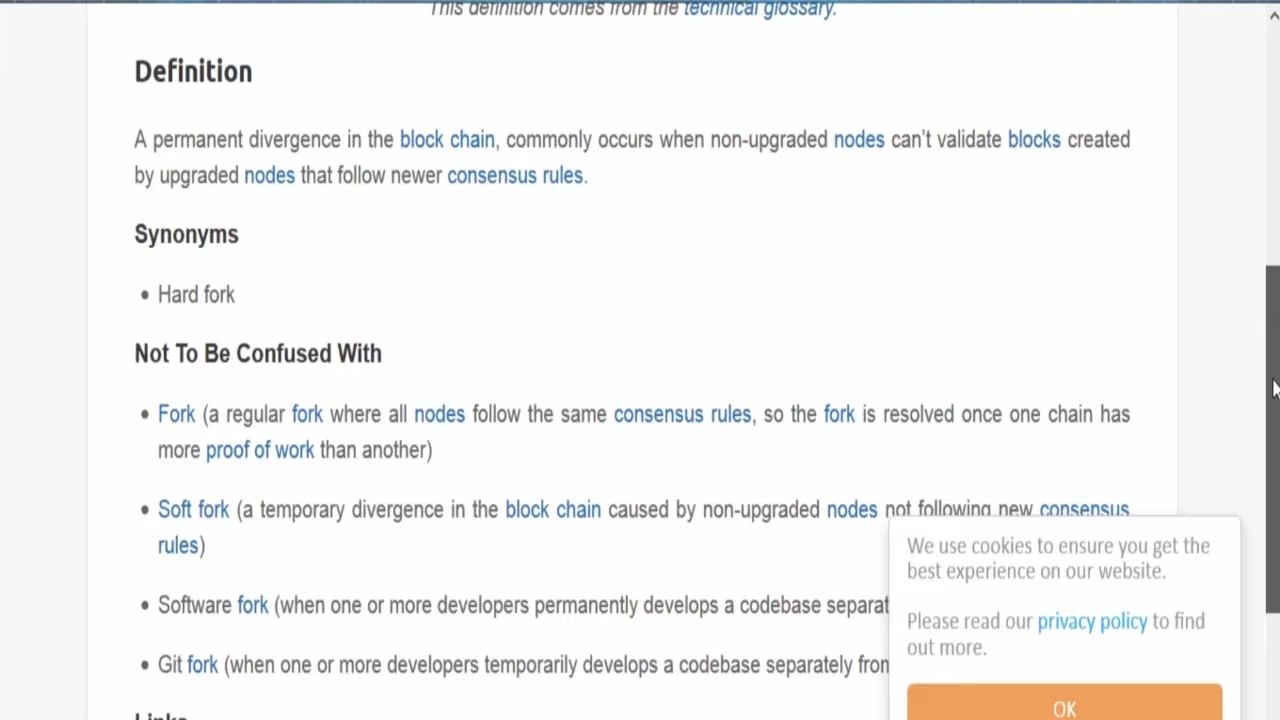 This definition comes from the technical glossary.
Definition
A permanent divergence in the block chain, commonly occurs when non-upgraded nodes can't validate blocks created
by upgraded nodes that follow newer consensus rules.
Synonyms
• Hard fork
Not To Be Confused With
• Fork (a regular fork where all nodes follow the same consensus rules, so the fork is resolved once one chain has
more proof of work than another)
• Soft fork (a temporary divergence in the block chain caused by non-upgraded nodes not following new consensus
rules)
• Software fork (when one or more developers permanently develops a codebase separat
• Git fork (when one or more developers temporarily develops a codebase separately from
Links
We use cookies to ensure you get the
best experience on our website.
Please read our privacy policy to find
out more.
OK